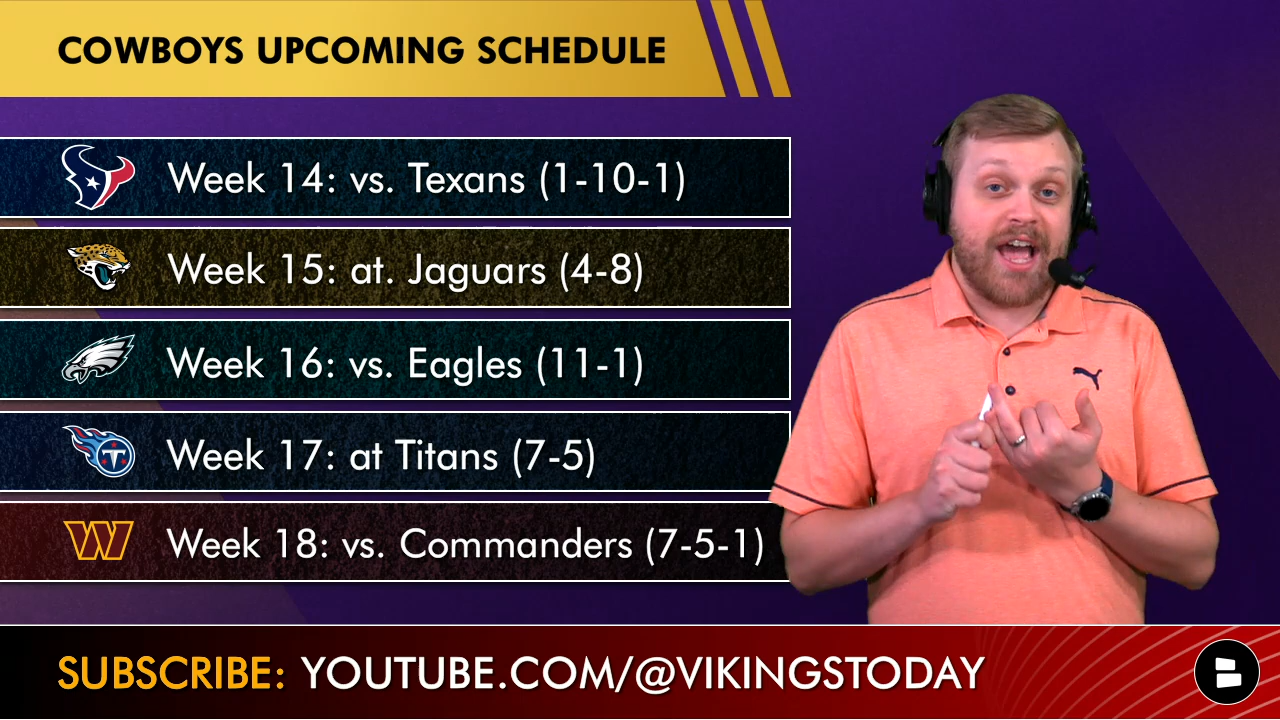 COWBOYS UPCOMING SCHEDULE
Week 14: vs. Texans (1-10-1)
Week 15: at. Jaguars (4-8)
Week 16: vs. Eagles (11-1)
Week 17: at Titans (7-5)
Week 18: vs. Commanders (7-5-1)
SUBSCRIBE: YOUTUBE.COM/@VIKINGSTODAY